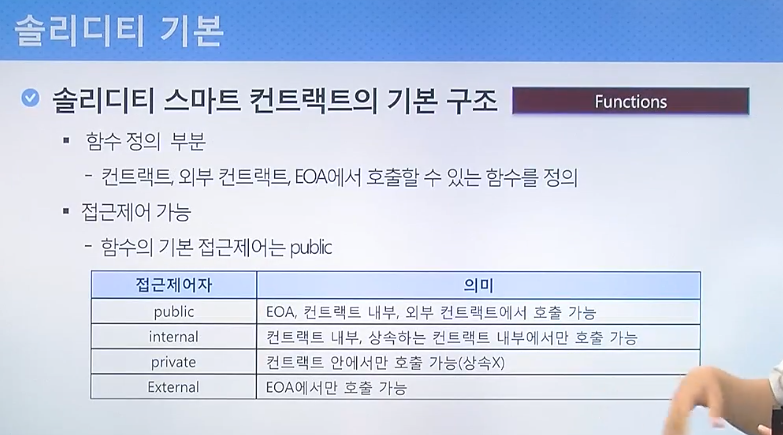 솔리디티 기본
솔리디티 스마트 컨트랙트의 기본 구조
Functions
▪ 함수 정의 부분
- 컨트랙트, 외부 컨트랙트, EOA에서 호출할 수 있는 함수를 정의
▪ 접근제어 가능
- 함수의 기본 접근제어는 public
접근제어자 의미
public EOA, 컨트랙트 내부, 외부 컨트랙트에서 호출 가능
internal 컨트랙트 내부, 상속하는 컨트랙트 내부에서만 호출 가능
private 컨트랙트 안에서만 호출 가능(상속X)
External EOA에서만 호출 가능